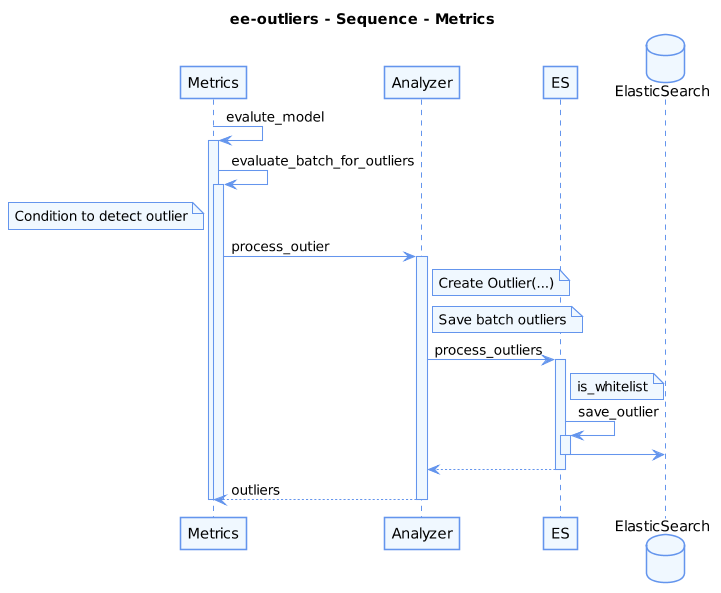 ee-outliers - Sequence - Metrics
Metrics
Analyzer
ES
ElasticSearch
evalute_model
evaluate_batch_for_outliers
Condition to detect outlier
process_outier
Create Outlier(...)
Save batch outliers
process_outliers
is_whitelist
save_outlier
outliers
Metrics
Analyzer
ES
ElasticSearch